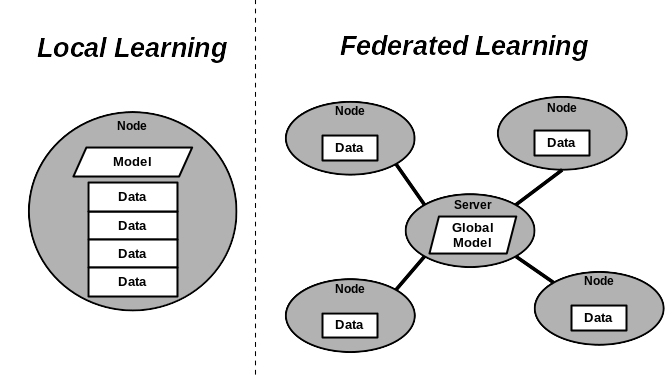 Local Learning
Node
Model
Data
Data
Data
Data
Federated Learning
Node
Data
Node
Data
Server
Global
Model
Node
Data
Node
Data